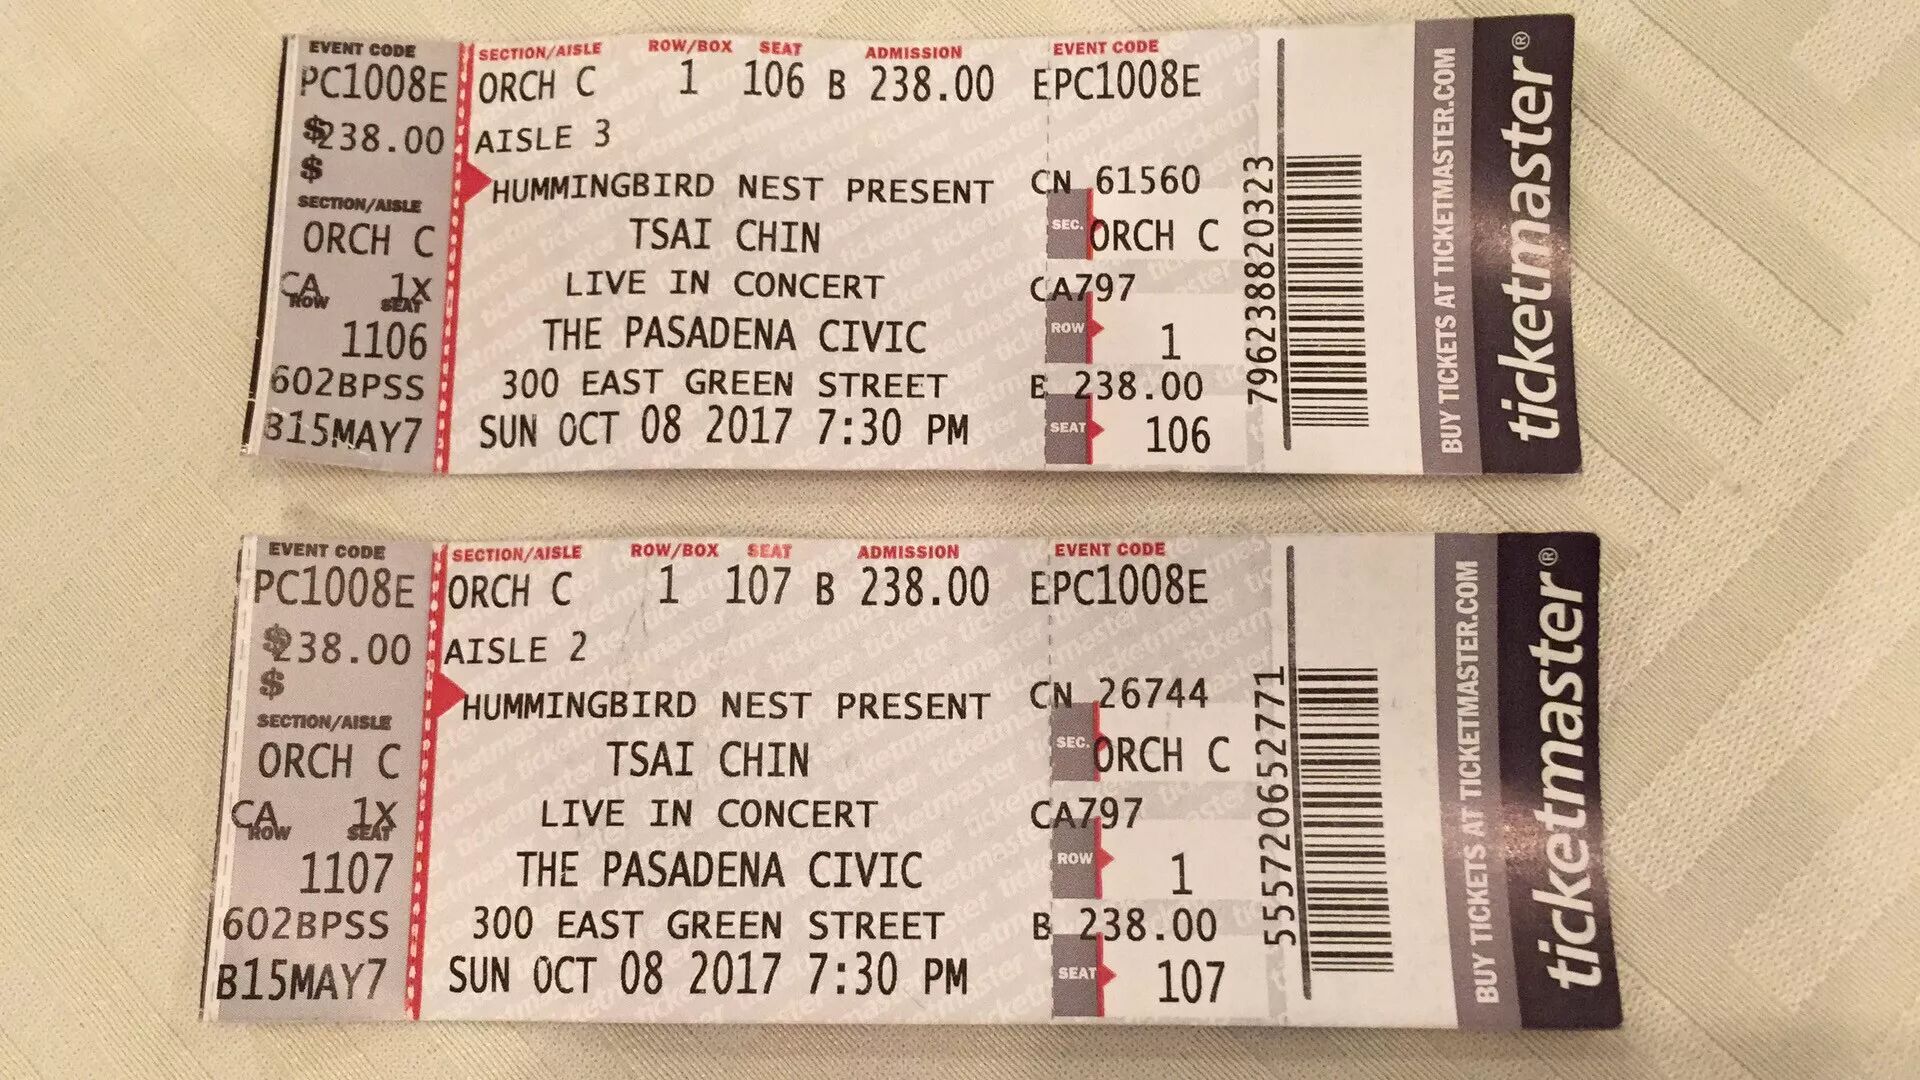 EVENT CODE SECTION/AISLE ROW/BOX SEAT ADMISSION EVENT CODE
PC1008E ORCH C 1 106 B 238.00 EPC1008E
$238.00 AISLE 3
$ HUMMINGBIRD NEST PRESENT CN 61560
SECTION/AISLE
ORCH C TSAI CHIN SEC. ORCH C
CA 1X LIVE IN CONCERT CA797
ROW SEAT
1106 THE PASADENA CIVIC ROW 1
602BPSS 300 EAST GREEN STREET B 238.00
B15MAY7 SUN OCT 08 2017 7:30 PM SEAT 106
796238820323
BUY TICKETS AT TICKETMASTER.COM
ticketmaster®
EVENT CODE SECTION/AISLE ROW/BOX SEAT ADMISSION EVENT CODE
PC1008E ORCH C 1 107 B 238.00 EPC1008E
$238.00 AISLE 2
$ HUMMINGBIRD NEST PRESENT CN 26744
SECTION/AISLE
ORCH C TSAI CHIN SEC. ORCH C
CA 1X LIVE IN CONCERT CA797
ROW SEAT
1107 THE PASADENA CIVIC ROW 1
602BPSS 300 EAST GREEN STREET B 238.00
B15MAY7 SUN OCT 08 2017 7:30 PM SEAT 107
555720652771
BUY TICKETS AT TICKETMASTER.COM
ticketmaster®